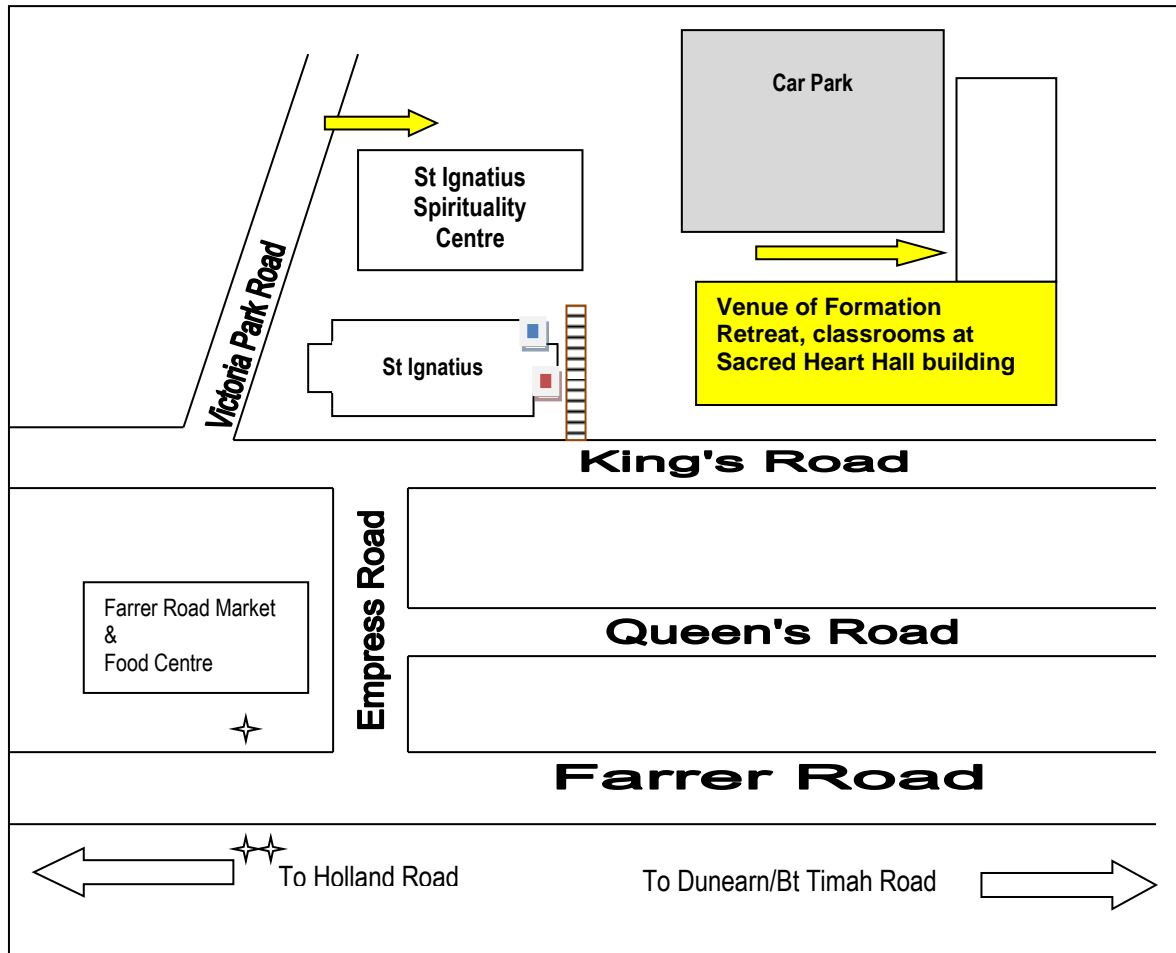 Car Park
St Ignatius
Spirituality
Centre
Victoria Park Road
Venue of Formation
Retreat, classrooms at
Sacred Heart Hall building
St Ignatius
King's Road
Empress Road
Farrer Road Market
&
Food Centre
Queen's Road
Farrer Road
To Holland Road
To Dunearn/Bt Timah Road